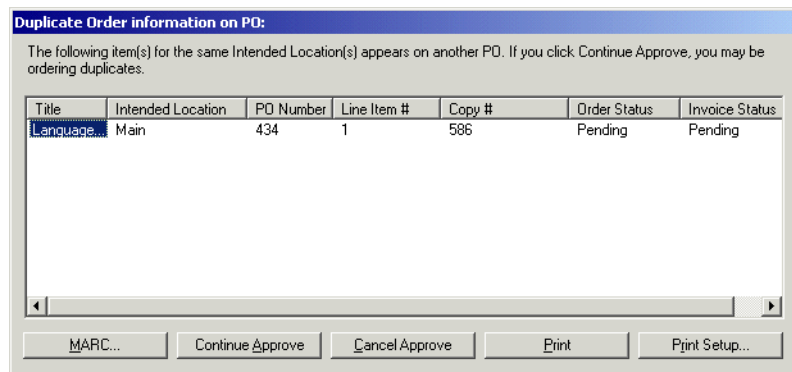 Duplicate Order information on PO:
The following item(s) for the same Intended Location(s) appears on another PO. If you click Continue Approve, you may be
ordering duplicates.
Title Intended Location PO Number Line Item # Copy # Order Status Invoice Status
Language... Main 434 1 586 Pending Pending
MARC... Continue Approve Cancel Approve Print Print Setup...